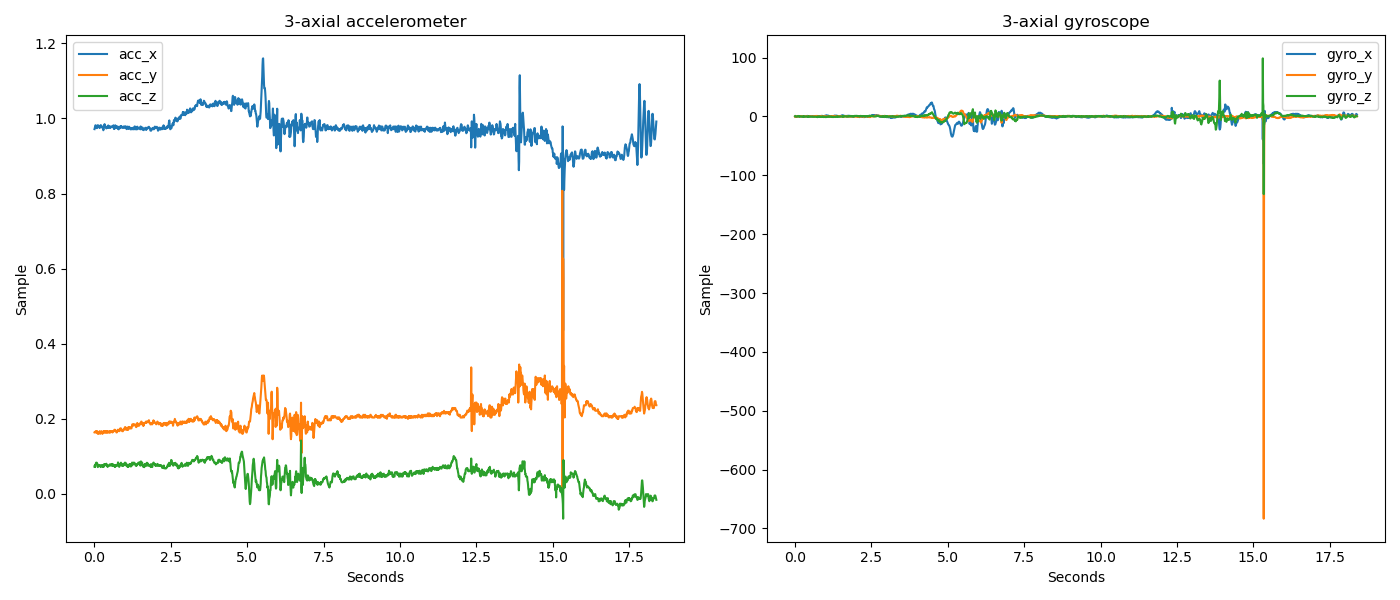 3-axial accelerometer
acc_x
acc_y
acc_z
1.2
1.0
0.8
0.6
0.4
0.2
0.0
Sample
0.0 2.5 5.0 7.5 10.0 12.5 15.0 17.5
Seconds
3-axial gyroscope
gyro_x
gyro_y
gyro_z
100
0
−100
−200
−300
−400
−500
−600
−700
Sample
0.0 2.5 5.0 7.5 10.0 12.5 15.0 17.5
Seconds